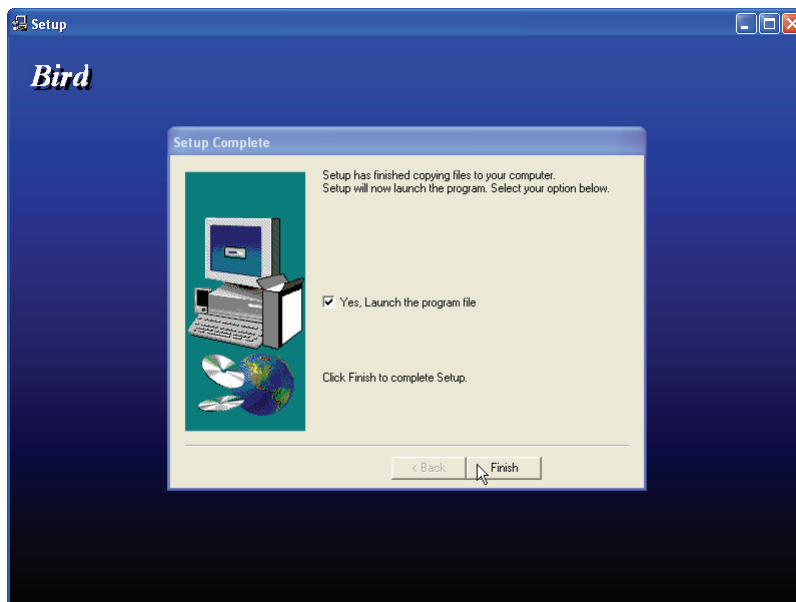 Setup
Bird
Setup Complete
Setup has finished copying files to your computer.
Setup will now launch the program. Select your option below.
Yes, Launch the program file
Click Finish to complete Setup.
< Back
Finish